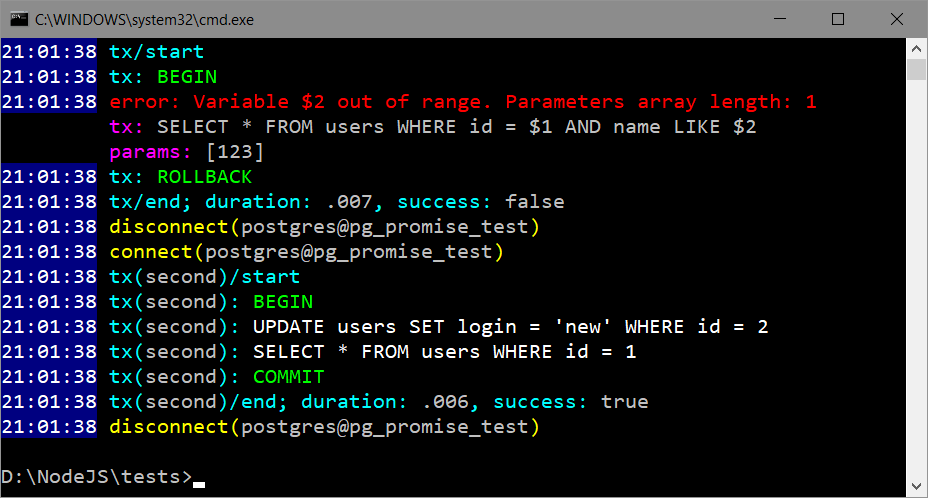 C:\WINDOWS\system32\cmd.exe
21:01:38 tx/start
21:01:38 tx: BEGIN
21:01:38 error: Variable $2 out of range. Parameters array length: 1
tx: SELECT * FROM users WHERE id = $1 AND name LIKE $2
params: [123]
21:01:38 tx: ROLLBACK
21:01:38 tx/end; duration: .007, success: false
21:01:38 disconnect(postgres@pg_promise_test)
21:01:38 connect(postgres@pg_promise_test)
21:01:38 tx(second)/start
21:01:38 tx(second): BEGIN
21:01:38 tx(second): UPDATE users SET login = 'new' WHERE id = 2
21:01:38 tx(second): SELECT * FROM users WHERE id = 1
21:01:38 tx(second): COMMIT
21:01:38 tx(second)/end; duration: .006, success: true
21:01:38 disconnect(postgres@pg_promise_test)
D:\NodeJS\tests>